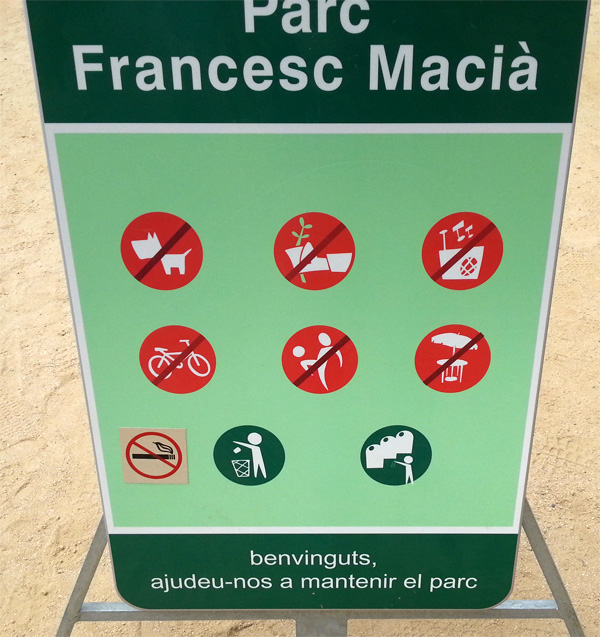 Parc
Francesc Macià
benvinguts,
ajudeu-nos a mantenir el parc